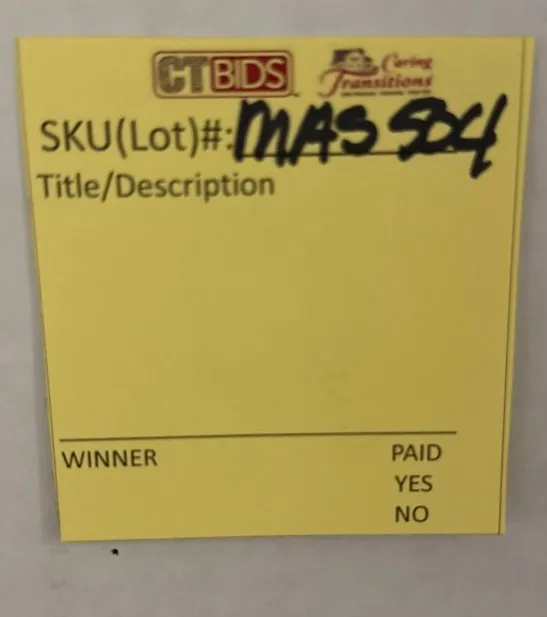 CTBIDS Caring Transitions
SKU(Lot)#: MAS 504
Title/Description
WINNER PAID
YES
NO